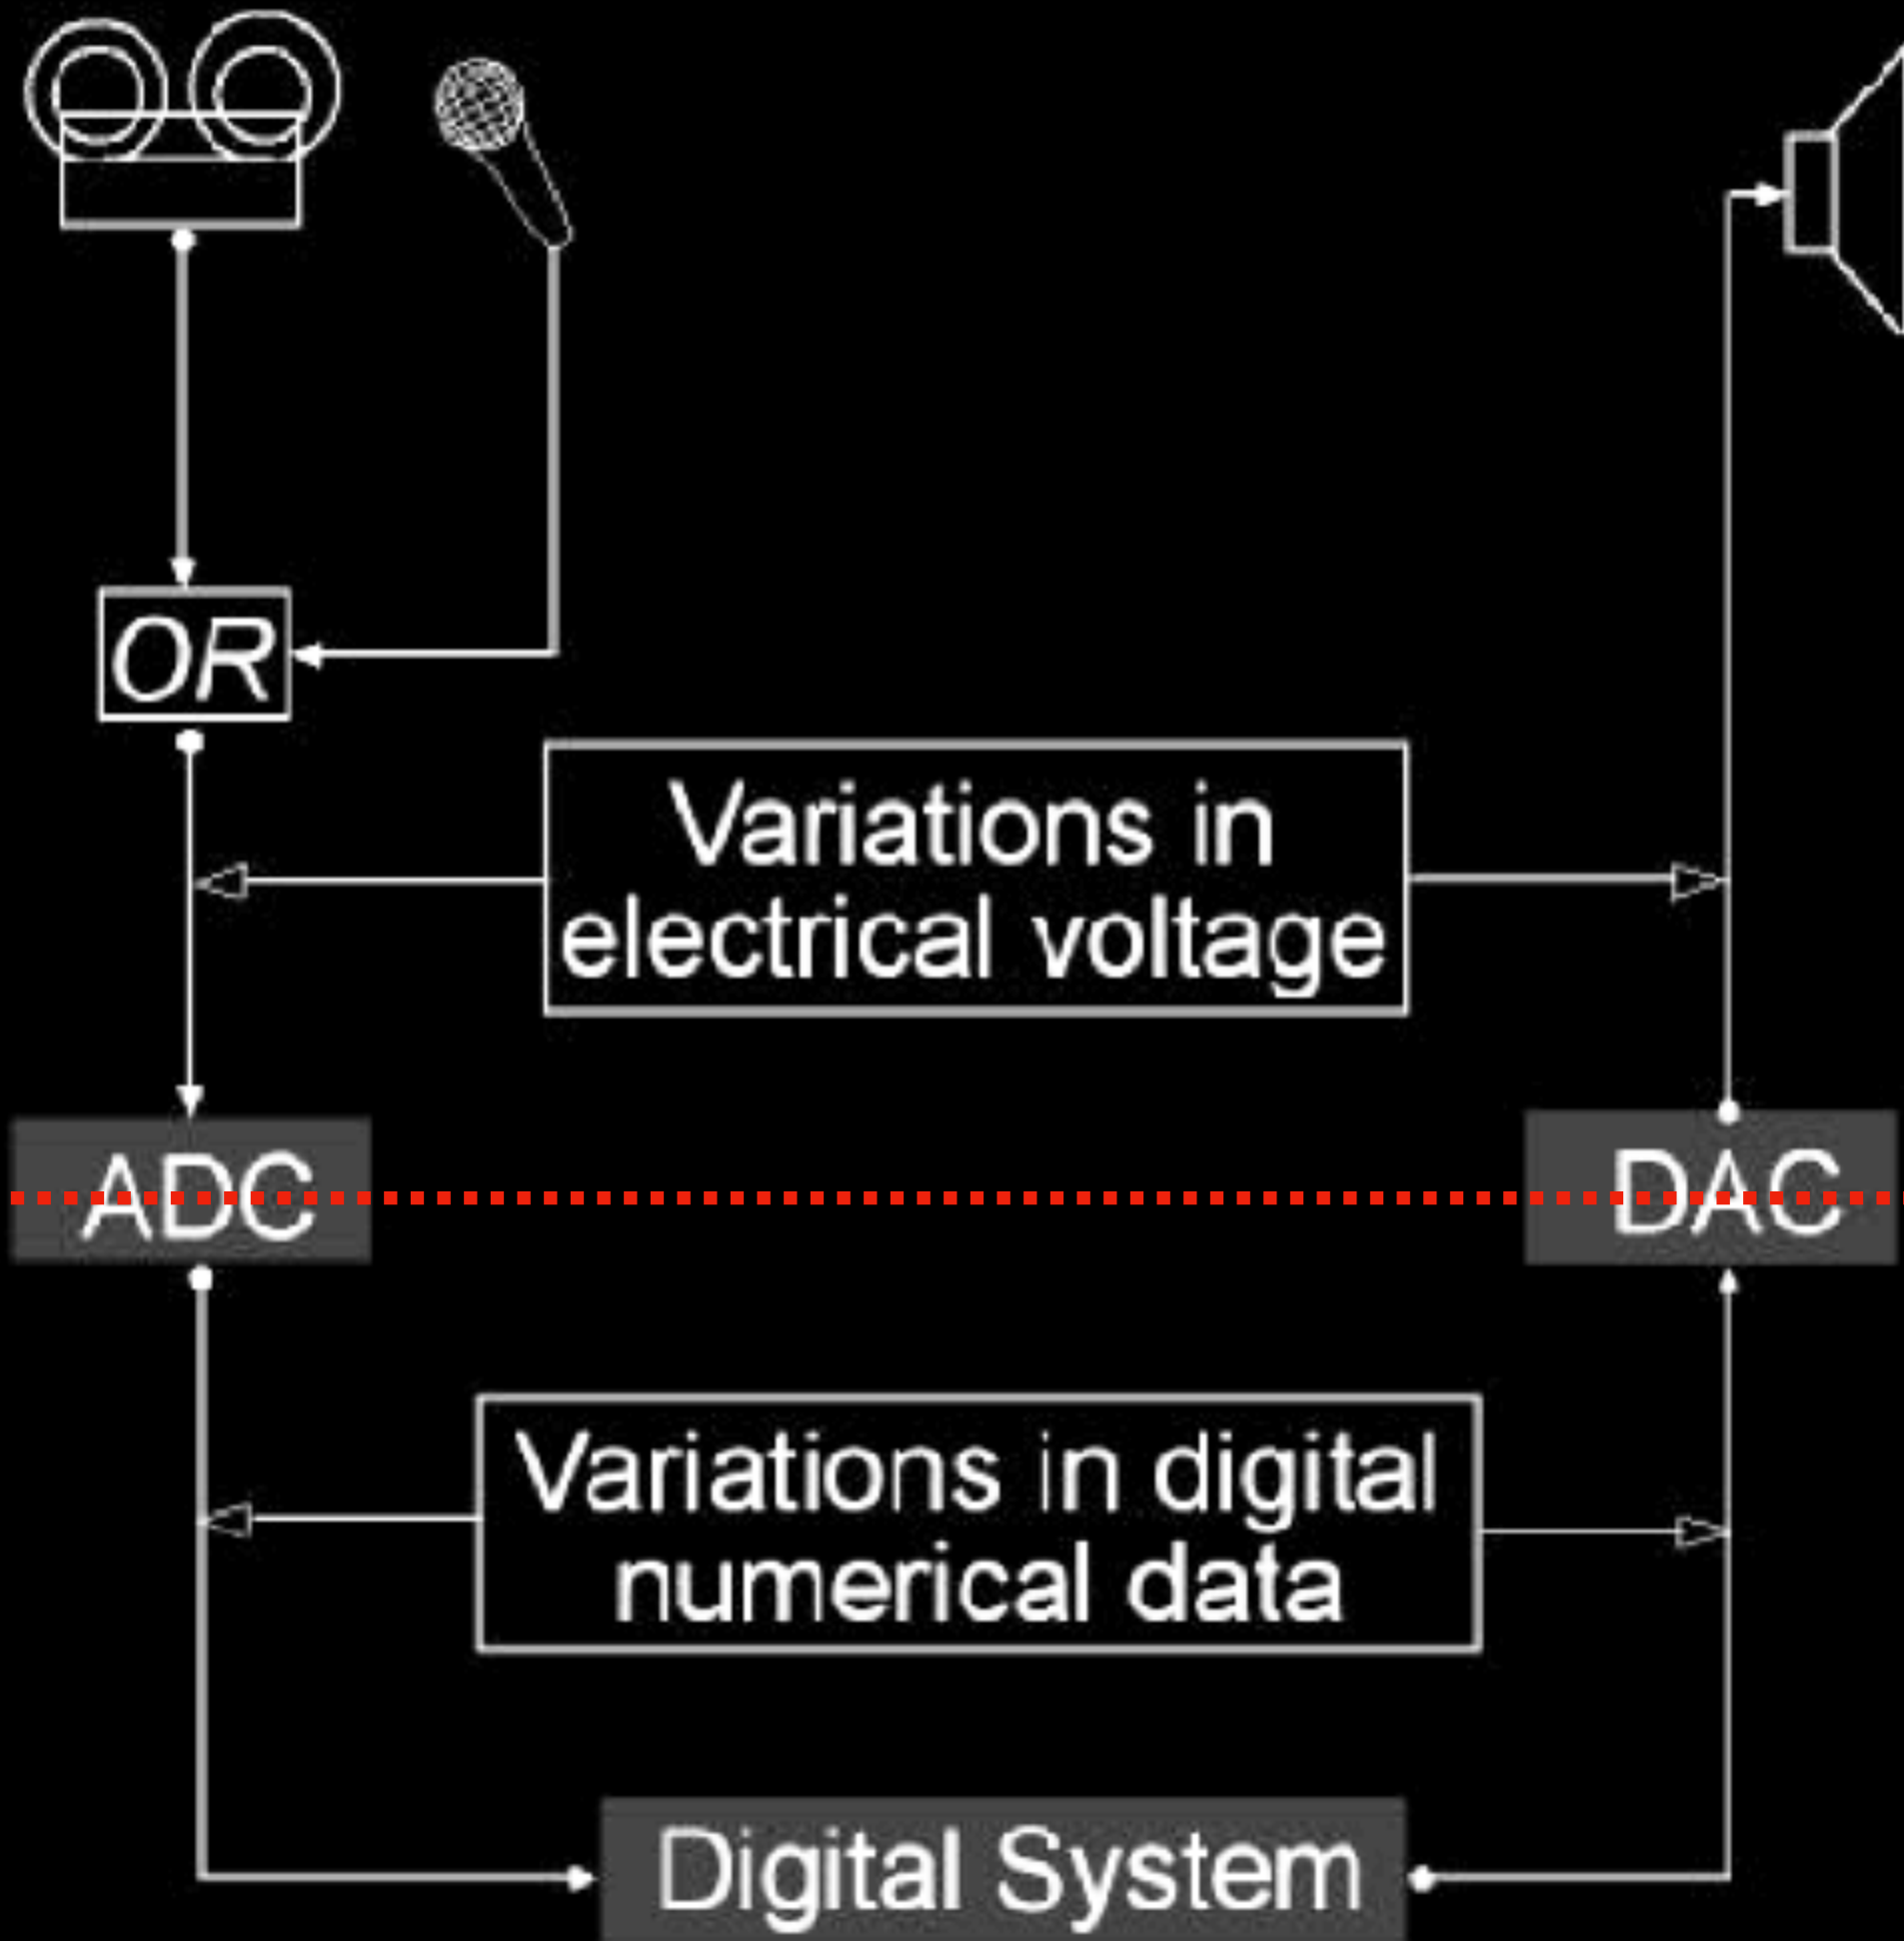 OR
Variations in
electrical voltage
ADC
DAC
Variations in digital
numerical data
Digital System